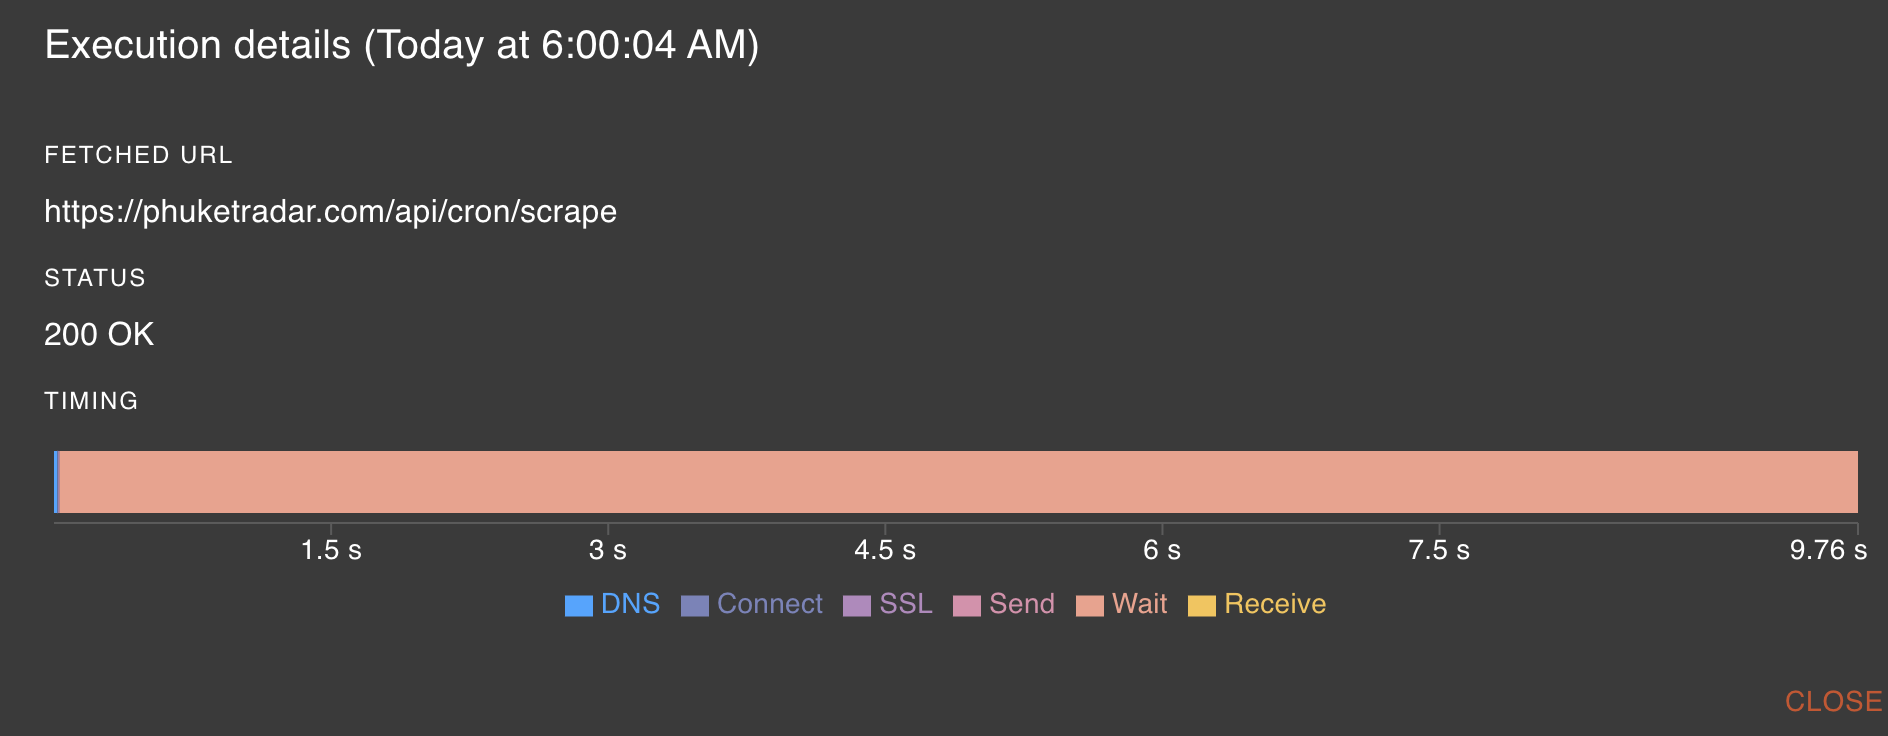 Execution details (Today at 6:00:04 AM)
FETCHED URL
https://phuketradar.com/api/cron/scrape
STATUS
200 OK
TIMING
1.5 s 3 s 4.5 s 6 s 7.5 s 9.76 s
DNS Connect SSL Send Wait Receive
CLOSE